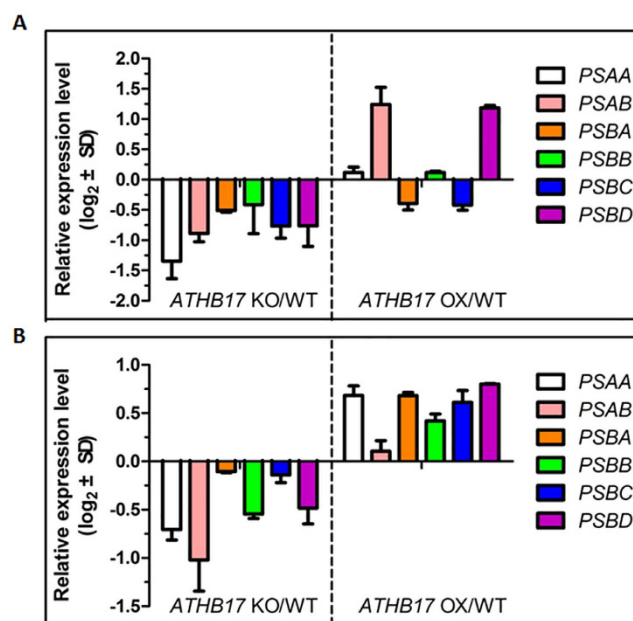 A
Relative expression level
(log₂ ± SD)
2.0
1.5
1.0
0.5
0.0
-0.5
-1.0
-1.5
-2.0
ATHB17 KO/WT
ATHB17 OX/WT
PSAA
PSAB
PSBA
PSBB
PSBC
PSBD
B
Relative expression level
(log₂ ± SD)
1.0
0.5
0.0
-0.5
-1.0
-1.5
ATHB17 KO/WT
ATHB17 OX/WT
PSAA
PSAB
PSBA
PSBB
PSBC
PSBD